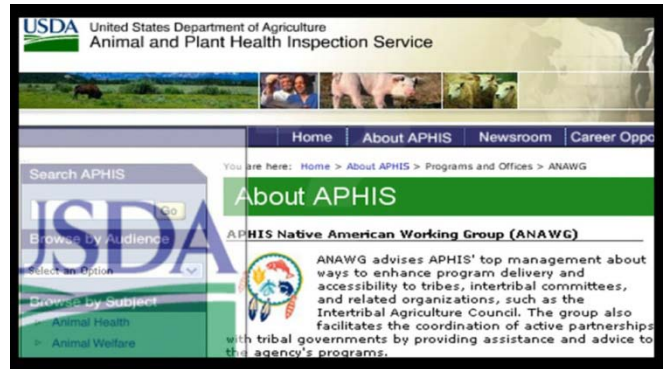 USDA
United States Department of Agriculture
Animal and Plant Health Inspection Service
Home
About APHIS
Newsroom
Career Oppo
You are here: Home > About APHIS > Programs and Offices > ANAWG
Search APHIS
Go
About APHIS
USDA
Browse by Audience
APHIS Native American Working Group (ANAWG)
Select an Option
ANAWG advises APHIS' top management about
ways to enhance program delivery and
accessibility to tribes, intertribal committees,
and related organizations, such as the
Intertribal Agriculture Council. The group also
facilitates the coordination of active partnerships
with tribal governments by providing assistance and advice to
the agency's programs.
Browse by Subject
Animal Health
Animal Welfare